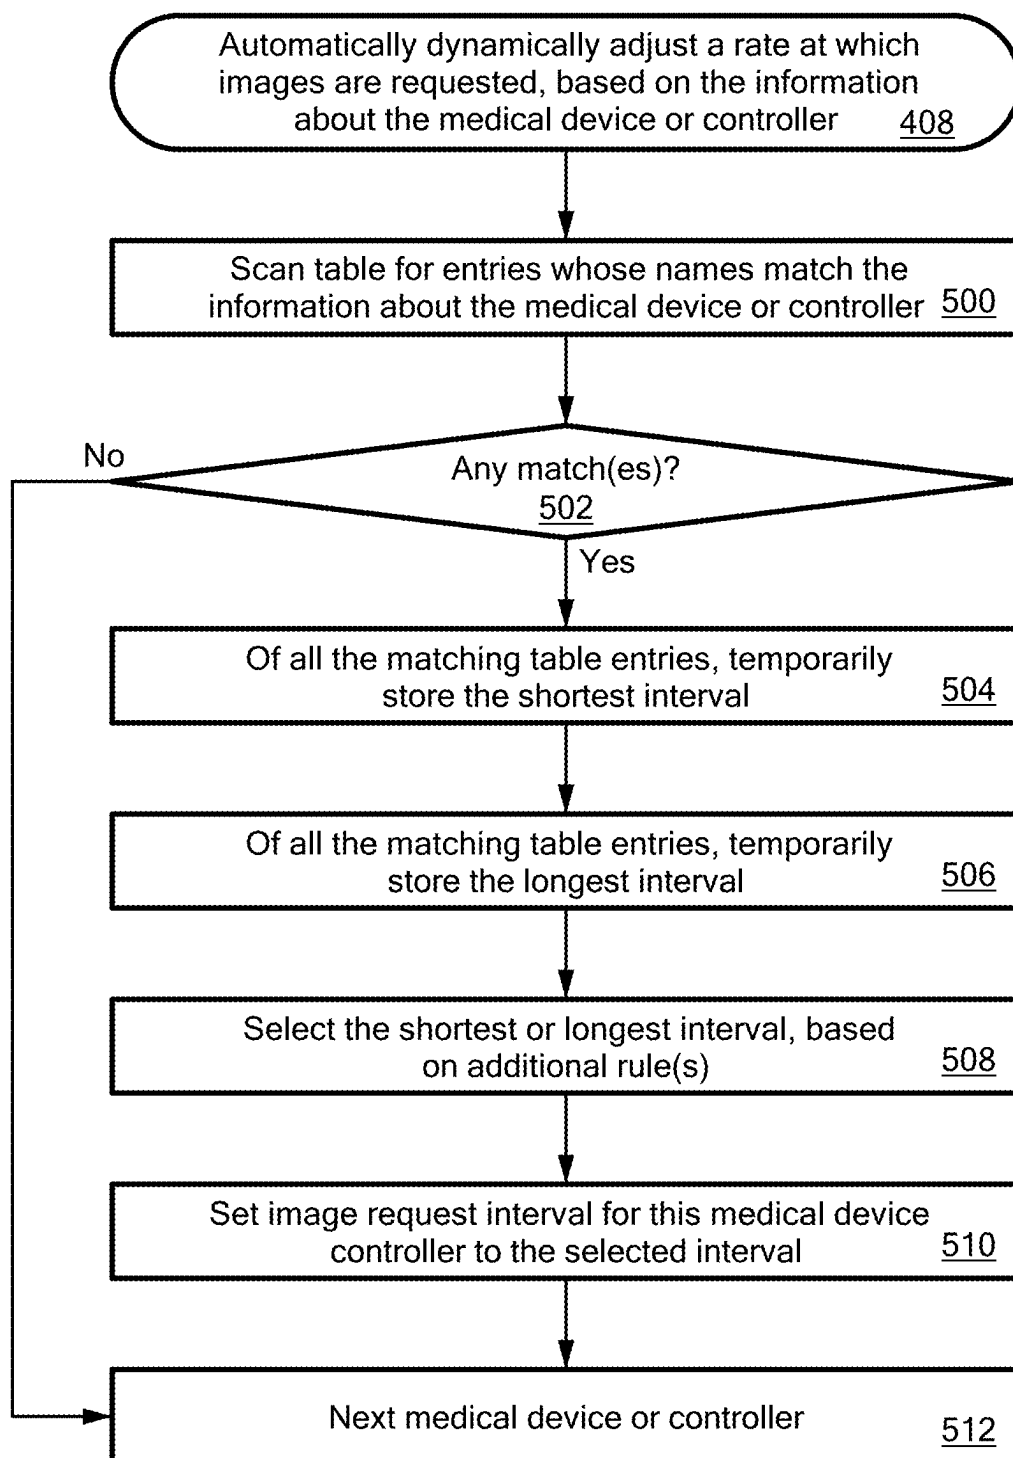 Automatically dynamically adjust a rate at which
images are requested, based on the information
about the medical device or controller 408
Scan table for entries whose names match the
information about the medical device or controller 500
No
Any match(es)?
502
Yes
Of all the matching table entries, temporarily
store the shortest interval 504
Of all the matching table entries, temporarily
store the longest interval 506
Select the shortest or longest interval, based
on additional rule(s) 508
Set image request interval for this medical device
controller to the selected interval 510
Next medical device or controller 512